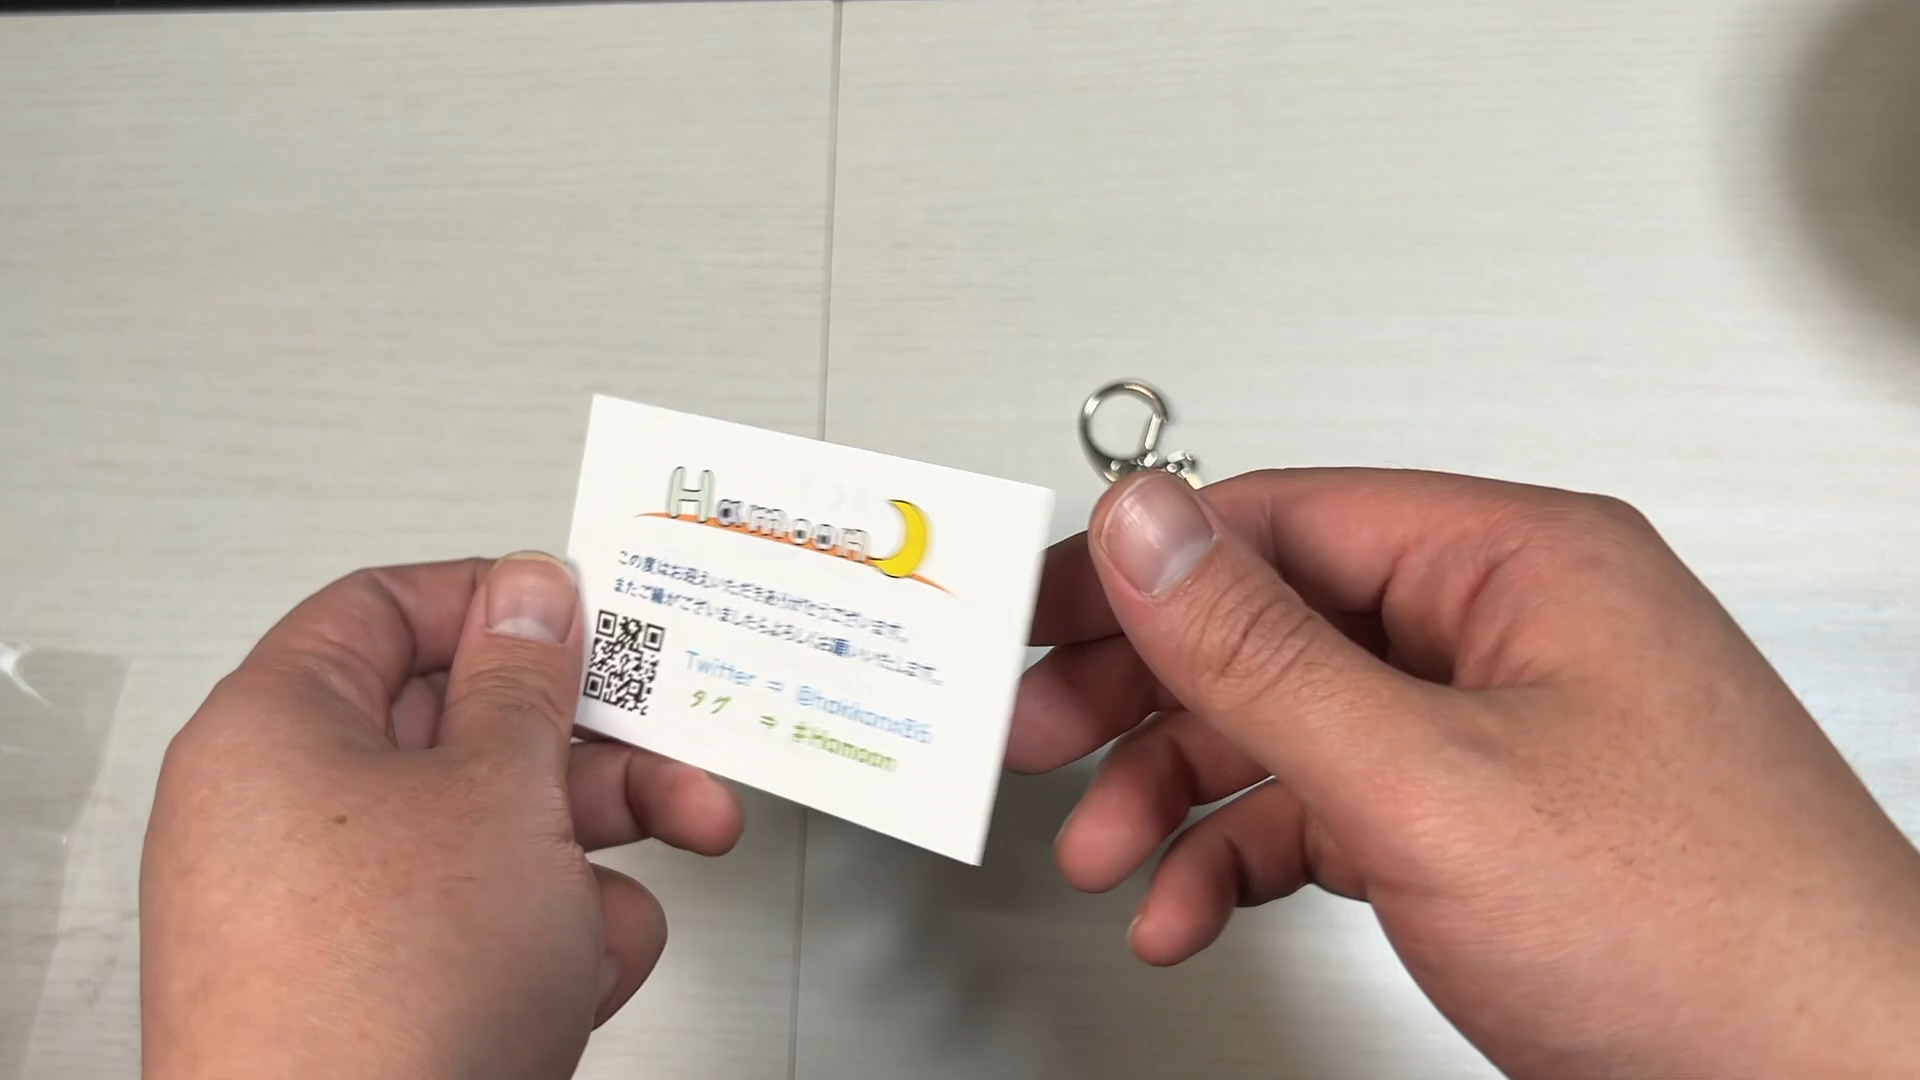 Hamoon
この度はお迎えいただきありがとうございます。
またご縁がございましたらよろしくお願いいたします。
Twitter ⇒
タグ ⇒ #Hamoon